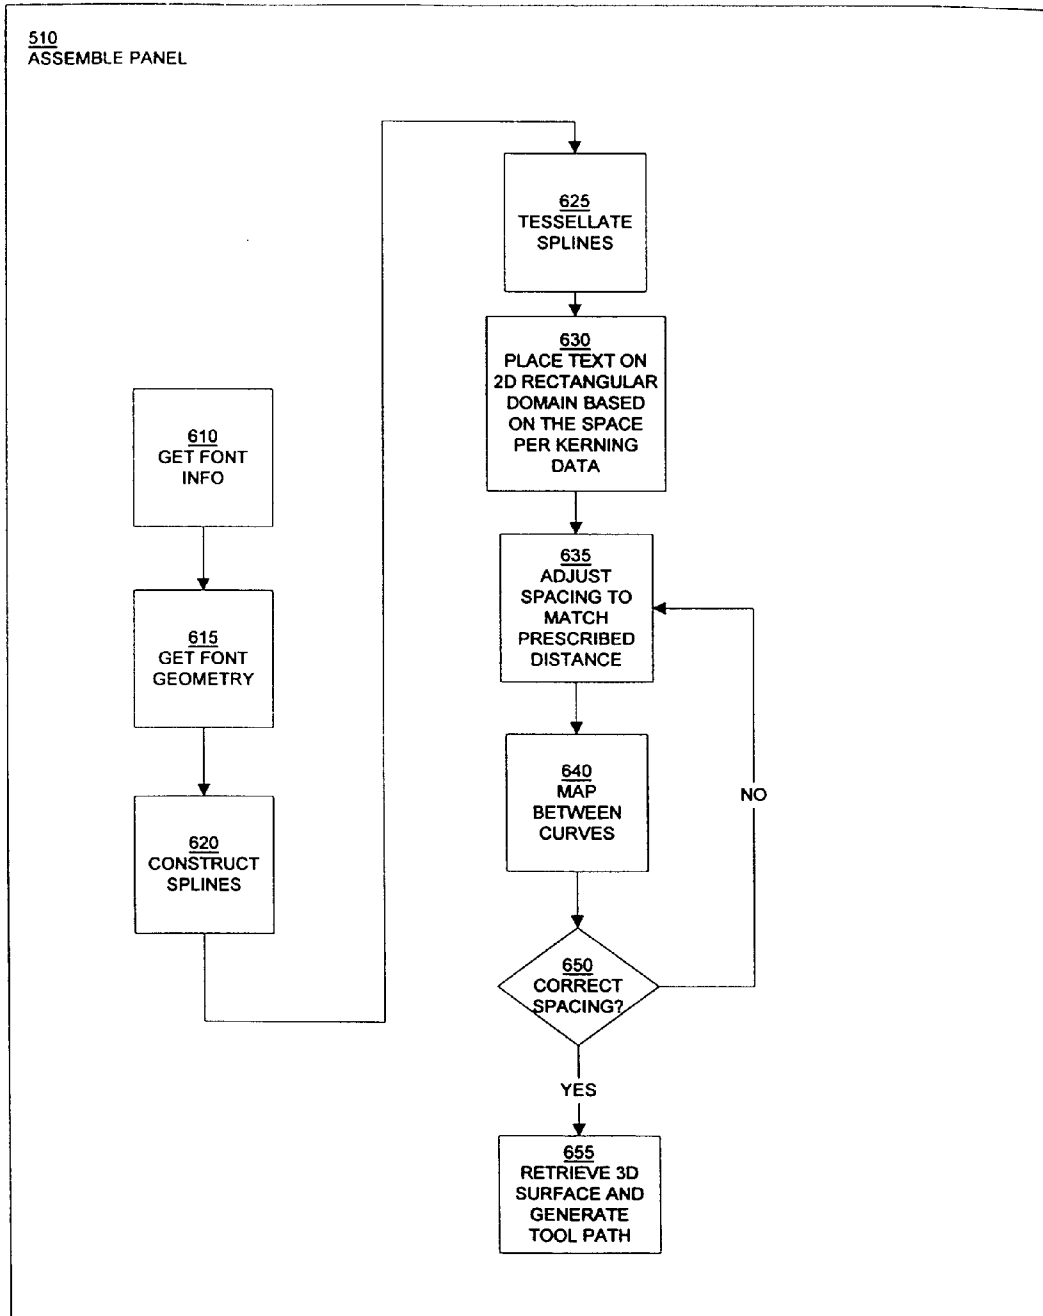 510
ASSEMBLE PANEL
610
GET FONT
INFO
615
GET FONT
GEOMETRY
620
CONSTRUCT
SPLINES
625
TESSELLATE
SPLINES
630
PLACE TEXT ON
2D RECTANGULAR
DOMAIN BASED
ON THE SPACE
PER KERNING
DATA
635
ADJUST
SPACING TO
MATCH
PRESCRIBED
DISTANCE
640
MAP
BETWEEN
CURVES
NO
650
CORRECT
SPACING?
YES
655
RETRIEVE 3D
SURFACE AND
GENERATE
TOOL PATH